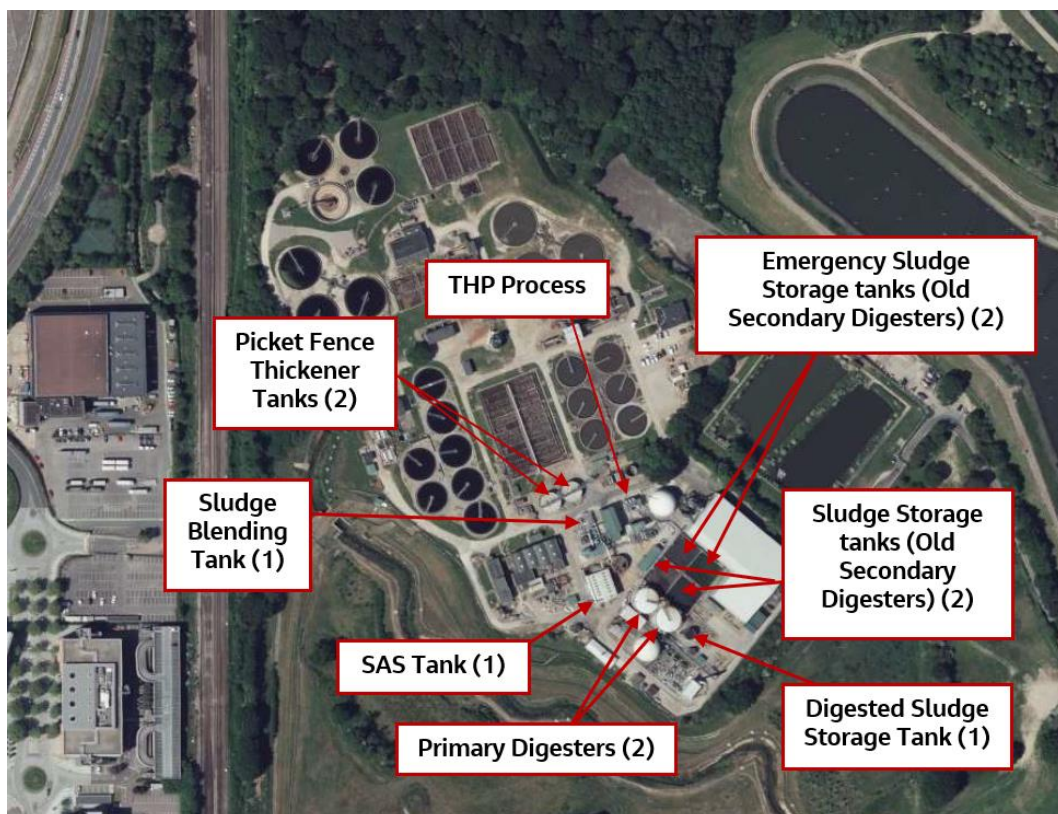 THP Process
Emergency Sludge
Storage tanks (Old
Secondary Digesters) (2)
Picket Fence
Thickener
Tanks (2)
Sludge
Blending
Tank (1)
Sludge Storage
tanks (Old
Secondary
Digesters) (2)
SAS Tank (1)
Digested Sludge
Storage Tank (1)
Primary Digesters (2)